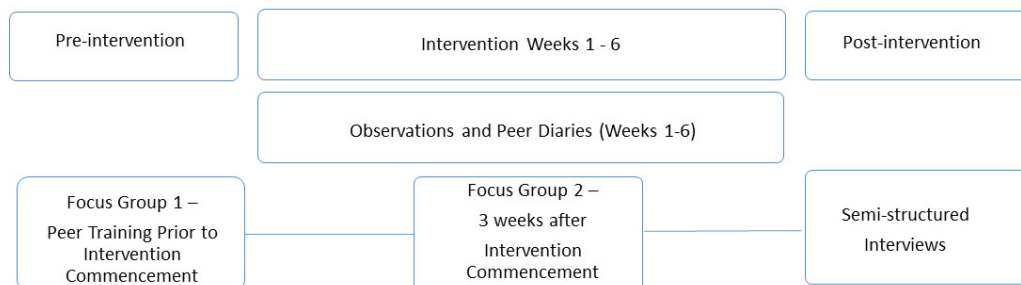 Pre-intervention
Intervention Weeks 1 - 6
Post-intervention
Observations and Peer Diaries (Weeks 1-6)
Focus Group 1 –
Peer Training Prior to
Intervention
Commencement
Focus Group 2 –
3 weeks after
Intervention
Commencement
Semi-structured
Interviews